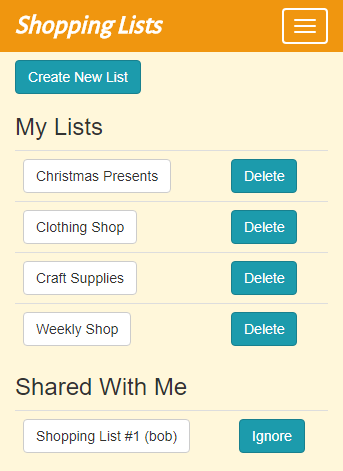 Shopping Lists
Create New List
My Lists
Christmas Presents Delete
Clothing Shop Delete
Craft Supplies Delete
Weekly Shop Delete
Shared With Me
Shopping List #1 (bob) Ignore